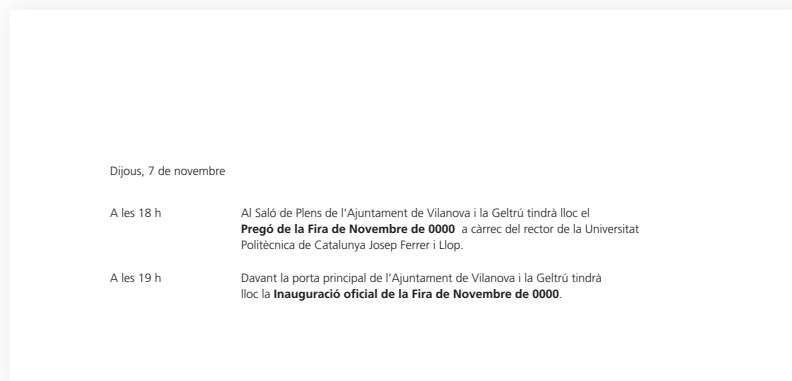 Dijous, 7 de novembre
A les 18 h
Al Saló de Plens de l'Ajuntament de Vilanova i la Geltrú tindrà lloc el
Pregó de la Fira de Novembre de 0000 a càrrec del rector de la Universitat
Politècnica de Catalunya Josep Ferrer i Llop.
A les 19 h
Davant la porta principal de l'Ajuntament de Vilanova i la Geltrú tindrà
lloc la Inauguració oficial de la Fira de Novembre de 0000.